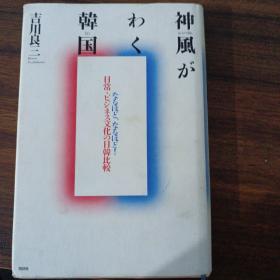 神風が
わく
韓国
吉川良三
なるほど、なるほど!
日常・ビジネス文化の日韓比較